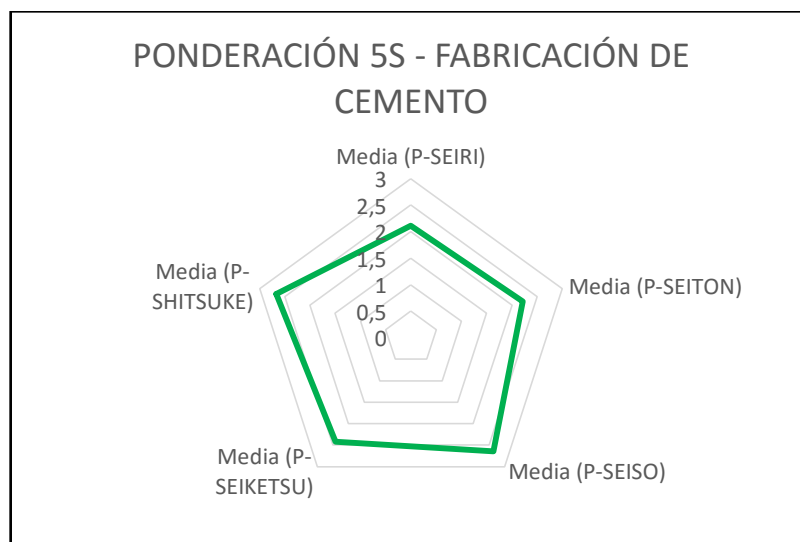 PONDERACIÓN 5S - FABRICACIÓN DE
CEMENTO
Media (P-SEIRI)
3
2,5
2
1,5
1
0,5
0
Media (P-SEITON)
Media (P-SEISO)
Media (P-
SEIKETSU)
Media (P-
SHITSUKE)